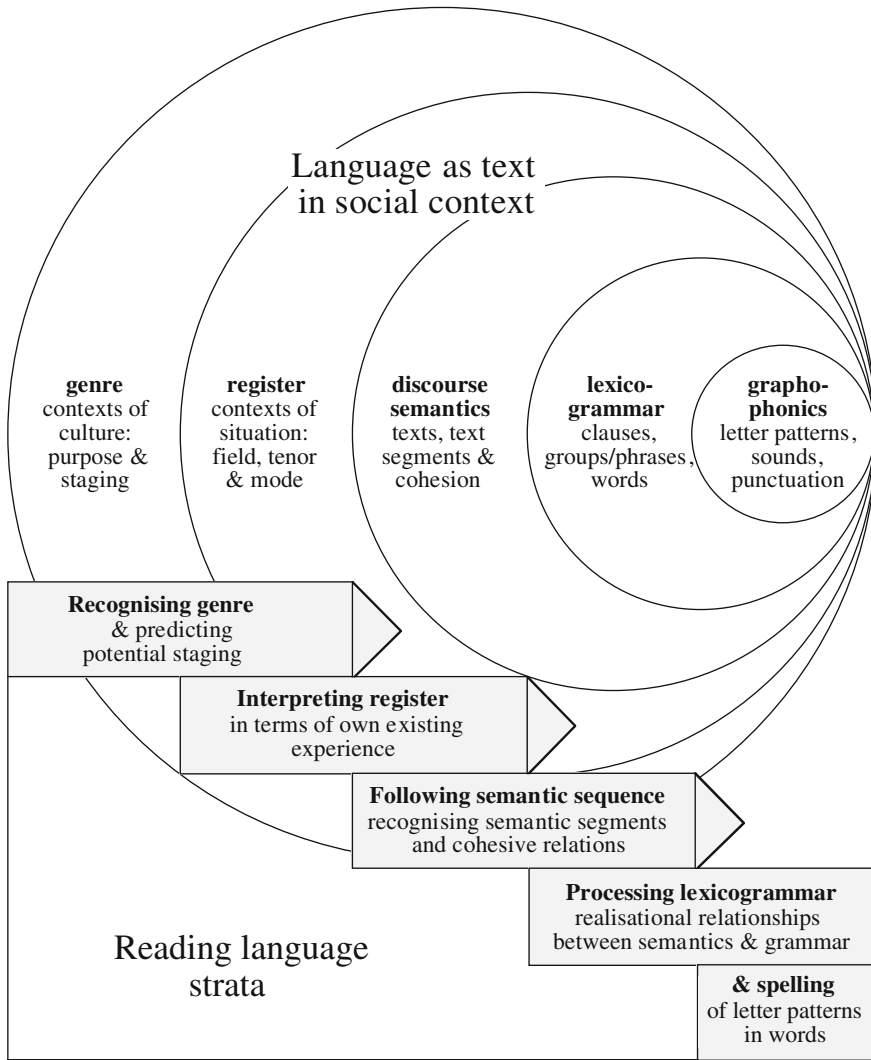 Language as text
in social context
genre
contexts of
culture:
purpose &
staging
register
contexts of
situation:
field, tenor
& mode
discourse
semantics
texts, text
segments &
cohesion
lexico-
grammar
clauses,
groups/phrases,
words
grapho-
phonics
letter patterns,
sounds,
punctuation
Recognising genre
& predicting
potential staging
Interpreting register
in terms of own existing
experience
Following semantic sequence
recognising semantic segments
and cohesive relations
Processing lexicogrammar
realisational relationships
between semantics & grammar
& spelling
of letter patterns
in words
Reading language
strata